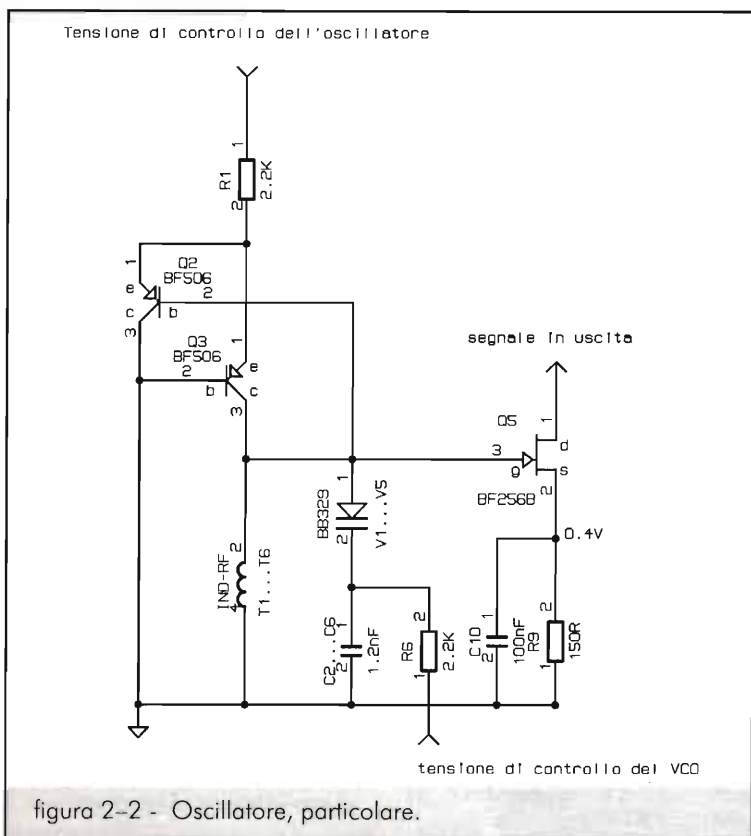 Tensione di controllo dell'oscillatore
1
R1
2.2K
2
1
Q2
BF506
e
2
c
b
3
Q3
BF506
1
2
e
b
c
3
segnale in uscita
Q5
1
3
d
g
s
2
BF256B
1
BB329
V1...V5
2
0.4V
2
IND-RF
T1...T6
4
1
C2...C6
1.2nF
2
2
R6
2.2K
1
1
C10
100nF
2
2
R9
150R
1
tensione di controllo del VCO
figura 2-2 - Oscillatore, particolare.